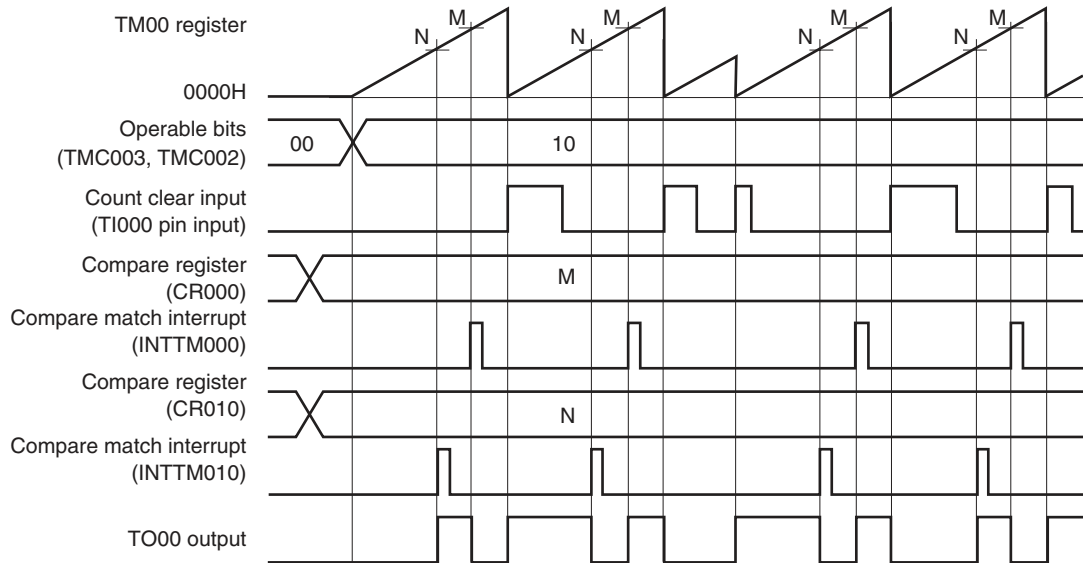 TM00 register
M
M
M
M
N
N
N
N
0000H
Operable bits
(TMC003, TMC002)
00
10
Count clear input
(TI000 pin input)
Compare register
(CR000)
M
Compare match interrupt
(INTTM000)
Compare register
(CR010)
N
Compare match interrupt
(INTTM010)
TO00 output